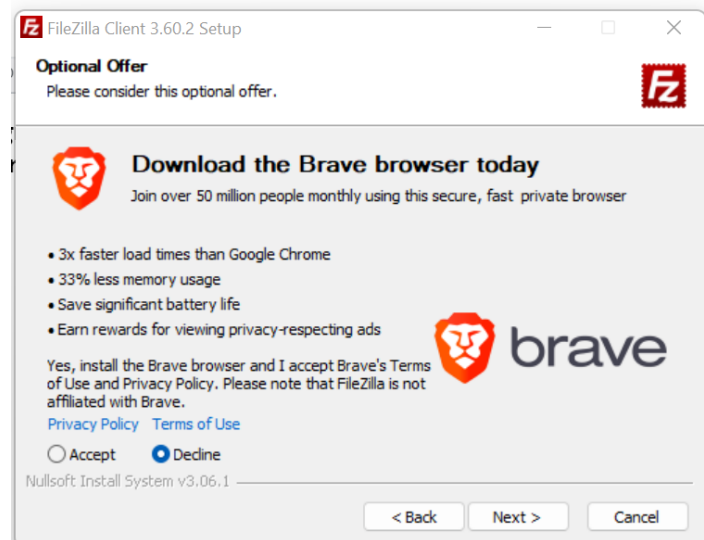 FileZilla Client 3.60.2 Setup
Optional Offer
Please consider this optional offer.
Fz
Download the Brave browser today
Join over 50 million people monthly using this secure, fast private browser
• 3x faster load times than Google Chrome
• 33% less memory usage
• Save significant battery life
• Earn rewards for viewing privacy-respecting ads
brave
Yes, install the Brave browser and I accept Brave's Terms
of Use and Privacy Policy. Please note that FileZilla is not
affiliated with Brave.
Privacy Policy Terms of Use
Accept Decline
Nullsoft Install System v3.06.1
< Back Next > Cancel